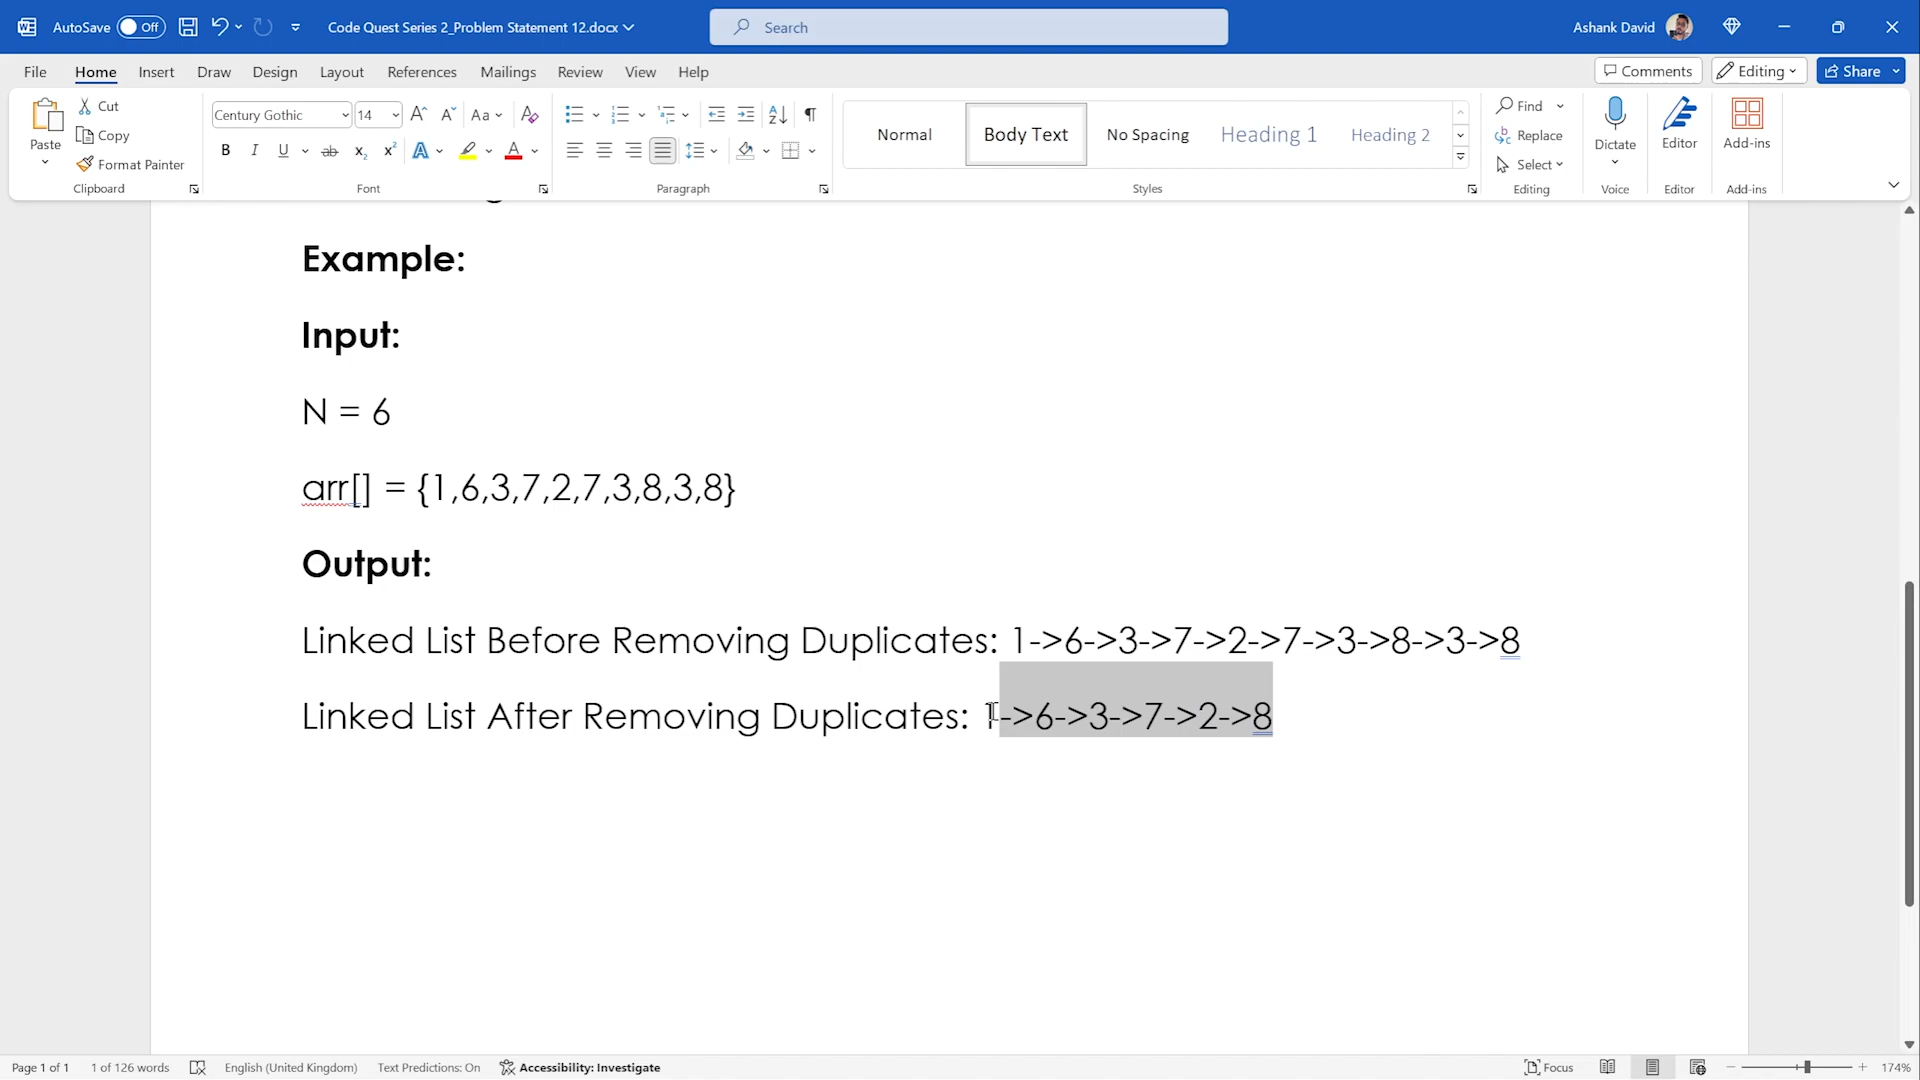 AutoSave Off Code Quest Series 2_Problem Statement 12.docx Search Ashank David
File Home Insert Draw Design Layout References Mailings Review View Help Comments Editing Share
Paste Cut Copy Format Painter
Clipboard
Century Gothic 14 Aa
B I U ab x2 x2 A A
Font
Paragraph
Normal Body Text No Spacing Heading 1 Heading 2
Styles
Find Replace Select
Editing
Dictate
Voice
Editor
Editor
Add-ins
Add-ins
Example:
Input:
N = 6
arr[] = {1,6,3,7,2,7,3,8,3,8}
Output:
Linked List Before Removing Duplicates: 1->6->3->7->2->7->3->8->3->8
Linked List After Removing Duplicates: 1->6->3->7->2->8
Page 1 of 1 1 of 126 words English (United Kingdom) Text Predictions: On Accessibility: Investigate Focus 174%